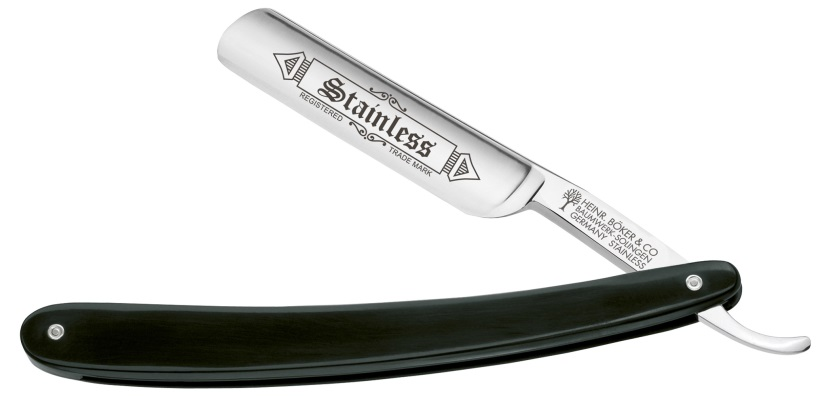 Stainless
REGISTERED TRADE MARK
HEINR. BÖKER & CO
BAUMWERK-SOLINGEN
GERMANY STAINLESS